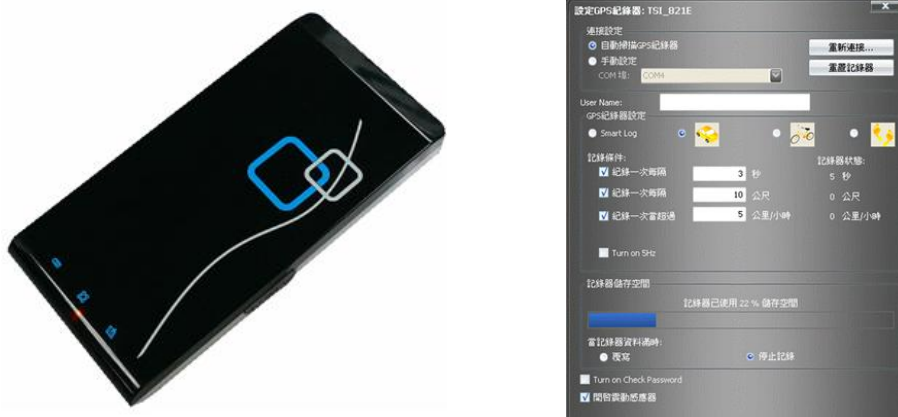 設定GPS紀錄器: TSI_821E
連接設定
自動掃描GPS紀錄器
重新連接...
手動設定
重置記錄器
COM 埠: COM4
User Name:
GPS紀錄器設定
Smart Log
記錄條件:
記錄器狀態:
紀錄一次每隔 3 秒 5 秒
紀錄一次每隔 10 公尺 0 公尺
紀錄一次當超過 5 公里/小時 0 公里/小時
Turn on 5Hz
記錄器儲存空間
記錄器已使用 22 % 儲存空間
當記錄器資料滿時:
覆寫 停止記錄
Turn on Check Password
開啓震動感應器